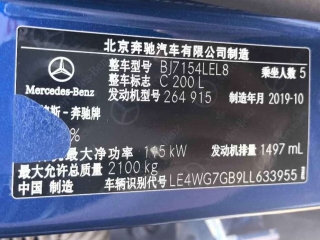 北京奔驰汽车有限公司制造
Mercedes-Benz
整车型号 BJ7154LEL8 乘坐人数 5
整车标志 C 200 L
发动机型号 264 915 制造年月 2019-10
斯-奔驰牌
%
发动机排量 1497 mL
最大净功率 115 kW
最大允许总质量 2100 kg
中国 制造 车辆识别代号 LE4WG7GB9LL633955